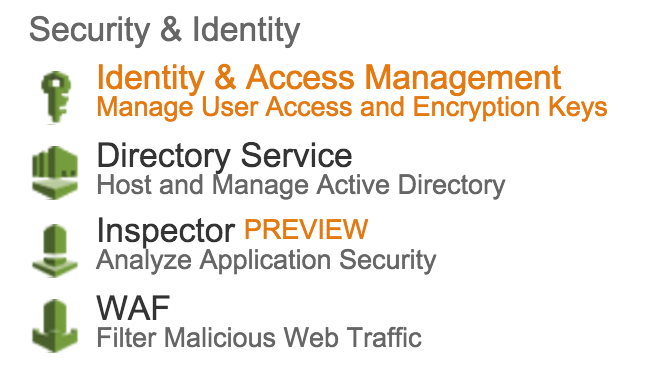 Security & Identity
Identity & Access Management
Manage User Access and Encryption Keys
Directory Service
Host and Manage Active Directory
Inspector PREVIEW
Analyze Application Security
WAF
Filter Malicious Web Traffic